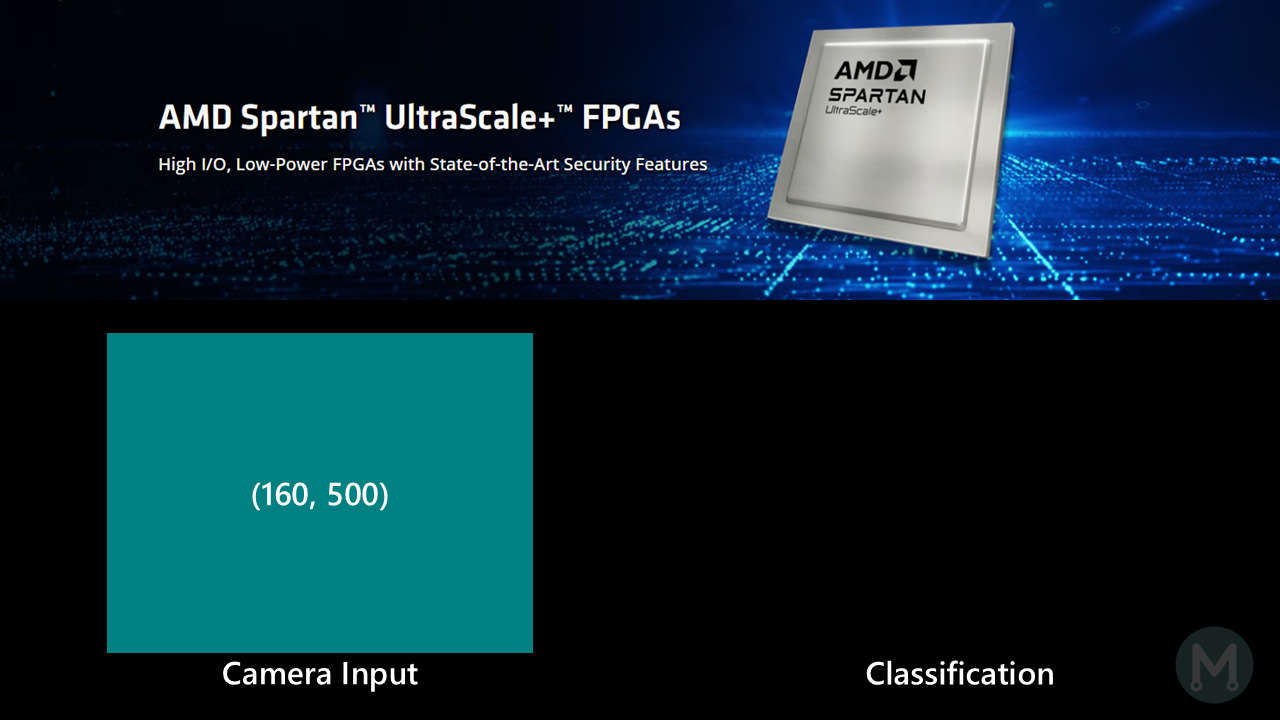 AMD Spartan™ UltraScale+™ FPGAs
High I/O, Low-Power FPGAs with State-of-the-Art Security Features
AMD
SPARTAN
UltraScale+
(160, 500)
Camera Input
Classification
M